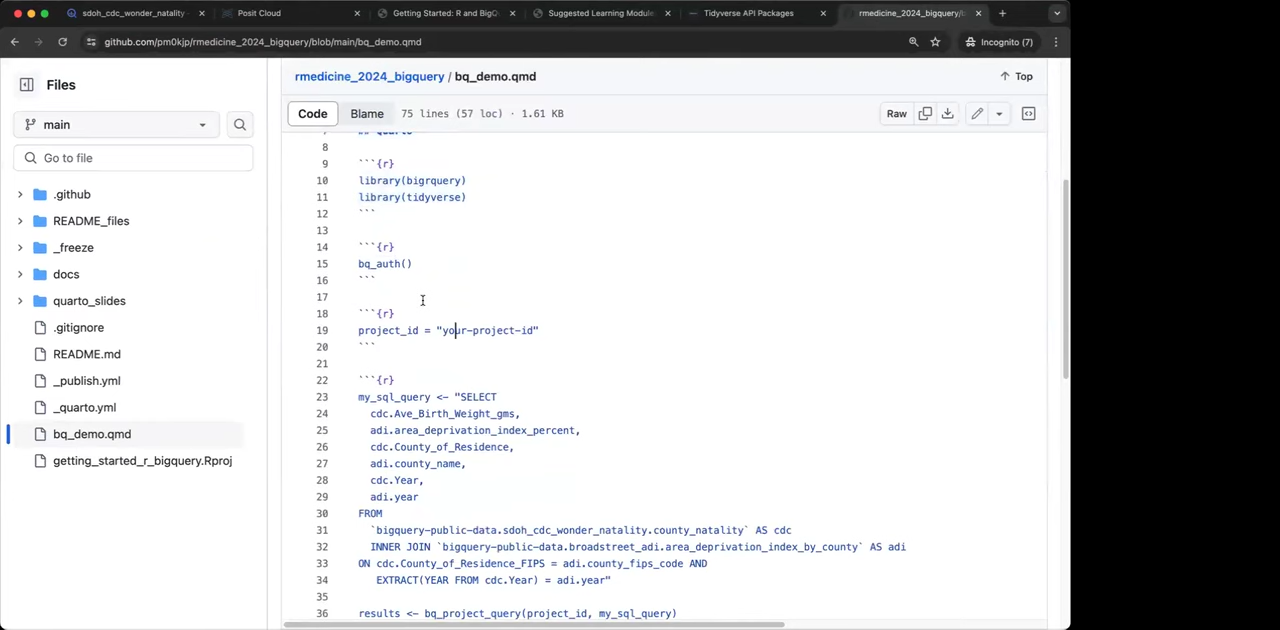 sdoh_cdc_wonder_natality
Posit Cloud
Getting Started: R and BigQ
Suggested Learning Module
Tidyverse API Packages
rmedicine_2024_bigquery/b
github.com/pm0kjp/rmedicine_2024_bigquery/blob/main/bq_demo.qmd
Incognito (7)
Files
rmedicine_2024_bigquery / bq_demo.qmd
Top
main
Code
Blame
75 lines (57 loc) · 1.61 KB
Raw
Go to file
.github
README_files
_freeze
docs
quarto_slides
.gitignore
README.md
_publish.yml
_quarto.yml
bq_demo.qmd
getting_started_r_bigquery.Rproj
7 ## Quarto
8
9 ```{r}
10 library(bigrquery)
11 library(tidyverse)
12 ```
13
14 ```{r}
15 bq_auth()
16 ```
17
18 ```{r}
19 project_id = "your-project-id"
20 ```
21
22 ```{r}
23 my_sql_query <- "SELECT
24 cdc.Ave_Birth_Weight_gms,
25 adi.area_deprivation_index_percent,
26 cdc.County_of_Residence,
27 adi.county_name,
28 cdc.Year,
29 adi.year
30 FROM
31 `bigquery-public-data.sdoh_cdc_wonder_natality.county_natality` AS cdc
32 INNER JOIN `bigquery-public-data.broadstreet_adi.area_deprivation_index_by_county` AS adi
33 ON cdc.County_of_Residence_FIPS = adi.county_fips_code AND
34 EXTRACT(YEAR FROM cdc.Year) = adi.year"
35
36 results <- bq_project_query(project_id, my_sql_query)